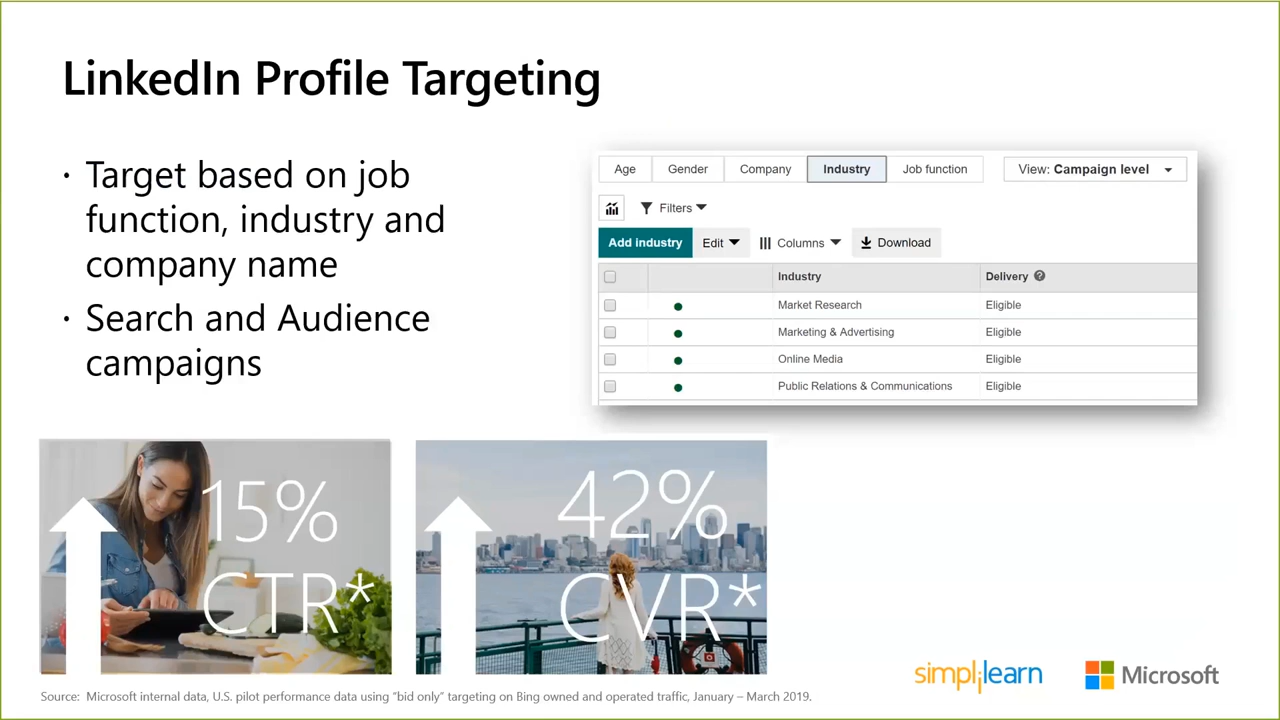 LinkedIn Profile Targeting
· Target based on job
function, industry and
company name
· Search and Audience
campaigns
Age Gender Company Industry Job function View: Campaign level
Filters
Add industry Edit Columns Download
Industry Delivery ?
Market Research Eligible
Marketing & Advertising Eligible
Online Media Eligible
Public Relations & Communications Eligible
15%
CTR*
42%
CVR*
simplilearn Microsoft
Source: Microsoft internal data, U.S. pilot performance data using "bid only" targeting on Bing owned and operated traffic, January – March 2019.